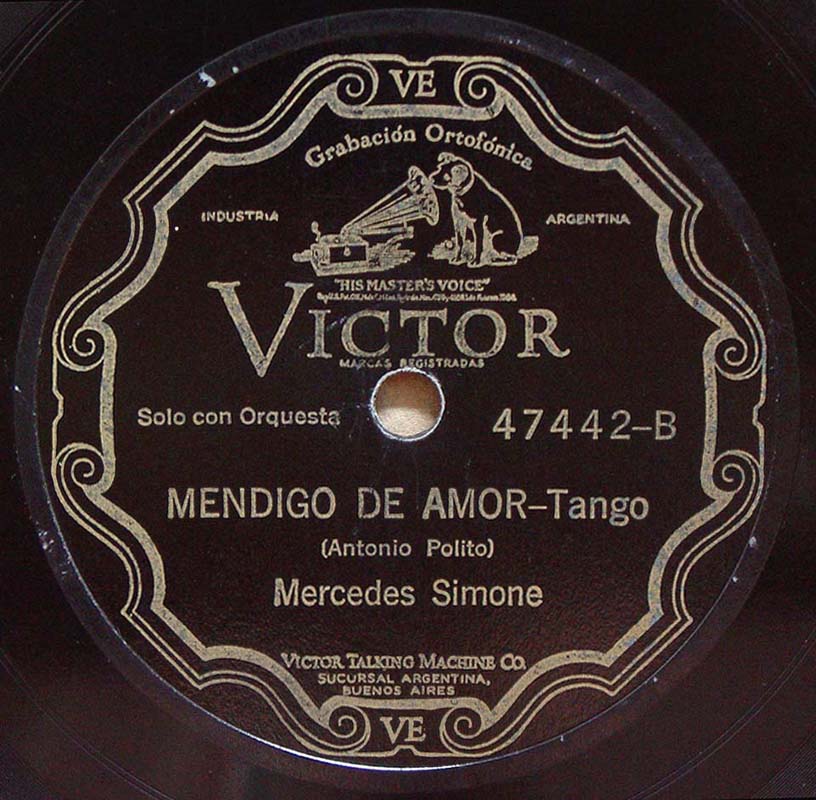 VE
Grabación Ortofónica
INDUSTRIA
ARGENTINA
"HIS MASTER'S VOICE"
VICTOR
MARCAS REGISTRADAS
Solo con Orquesta
47442-B
MENDIGO DE AMOR-Tango
(Antonio Polito)
Mercedes Simone
VICTOR TALKING MACHINE CO.
SUCURSAL ARGENTINA,
BUENOS AIRES
VE